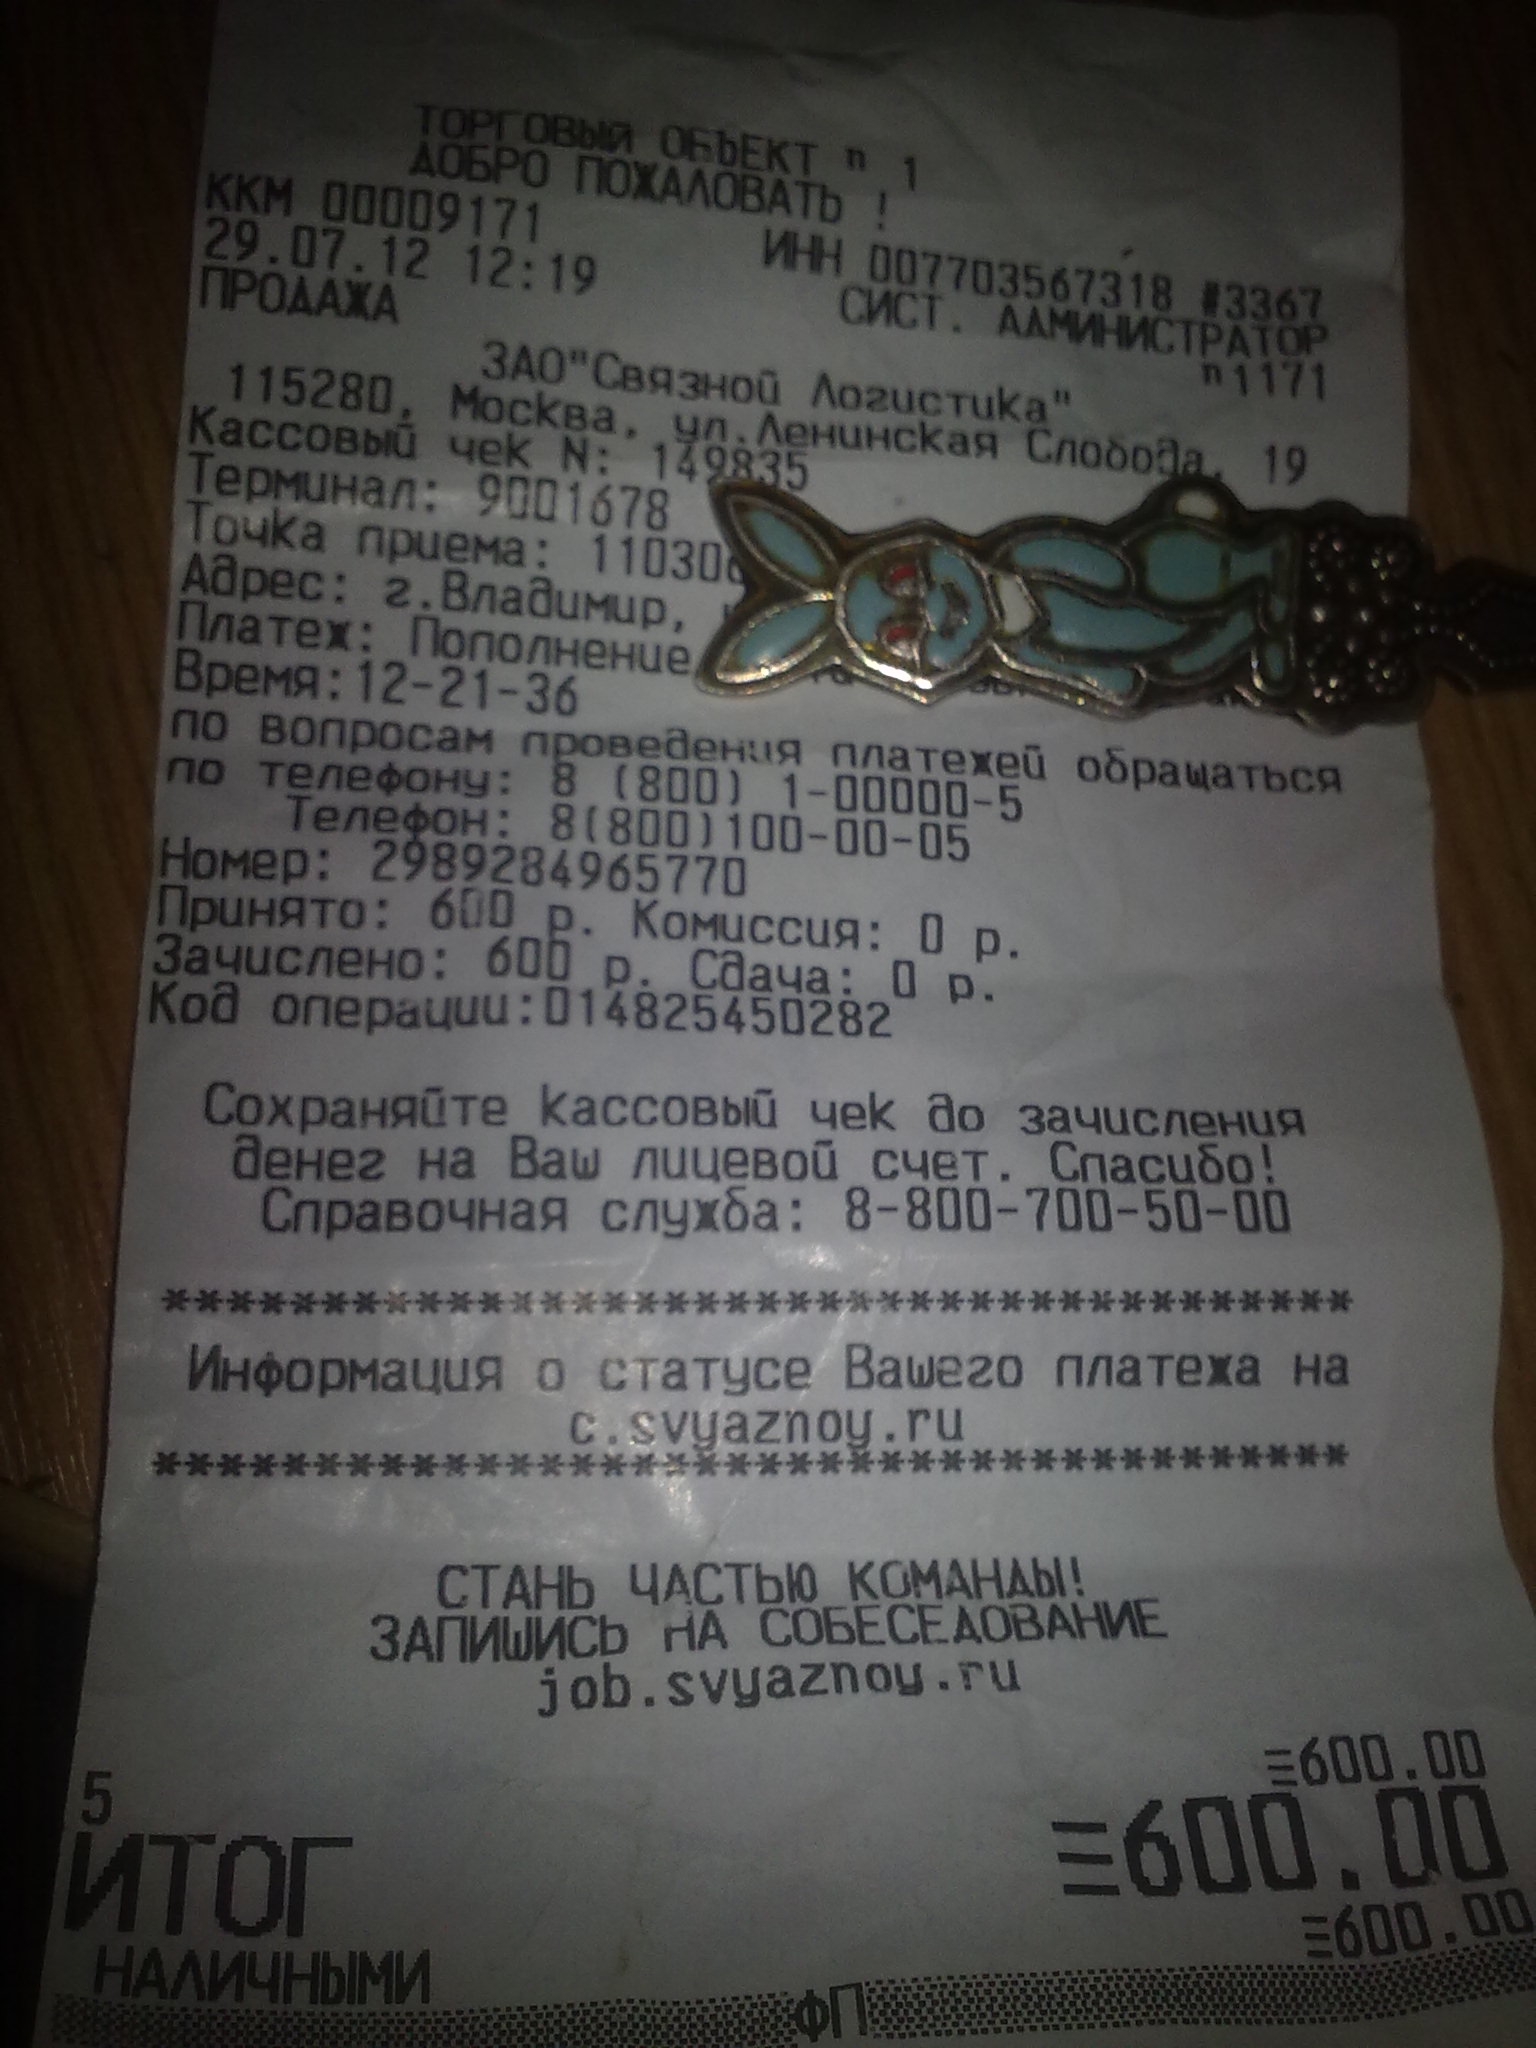 ТОРГОВЫЙ ОБЪЕКТ n 1
ДОБРО ПОЖАЛОВАТЬ !
ККМ 00009171 ИНН 007703567318 #3367
29.07.12 12:19 СИСТ. АДМИНИСТРАТОР
ПРОДАЖА n1171
ЗАО"Связной Логистика"
115280, Москва, ул.Ленинская Слобода, 19
Кассовый чек N: 149835
Терминал: 9001678
Точка приема: 11030
Адрес: г.Владимир,
Платеж: Пополнение
Время:12-21-36
по вопросам проведения платежей обращаться
по телефону: 8 (800) 1-00000-5
Телефон: 8(800)100-00-05
Номер: 2989284965770
Принято: 600 р. Комиссия: 0 р.
Зачислено: 600 р. Сдача: 0 р.
Код операции:014825450282
Сохраняйте кассовый чек до зачисления
денег на Ваш лицевой счет. Спасибо!
Справочная служба: 8-800-700-50-00
**************************************
Информация о статусе Вашего платежа на
c.svyaznoy.ru
**************************************
СТАНЬ ЧАСТЬЮ КОМАНДЫ!
ЗАПИШИСЬ НА СОБЕСЕДОВАНИЕ
job.svyaznoy.ru
5 ≡600.00
ИТОГ ≡600.00
НАЛИЧНЫМИ ≡600.00
ФП